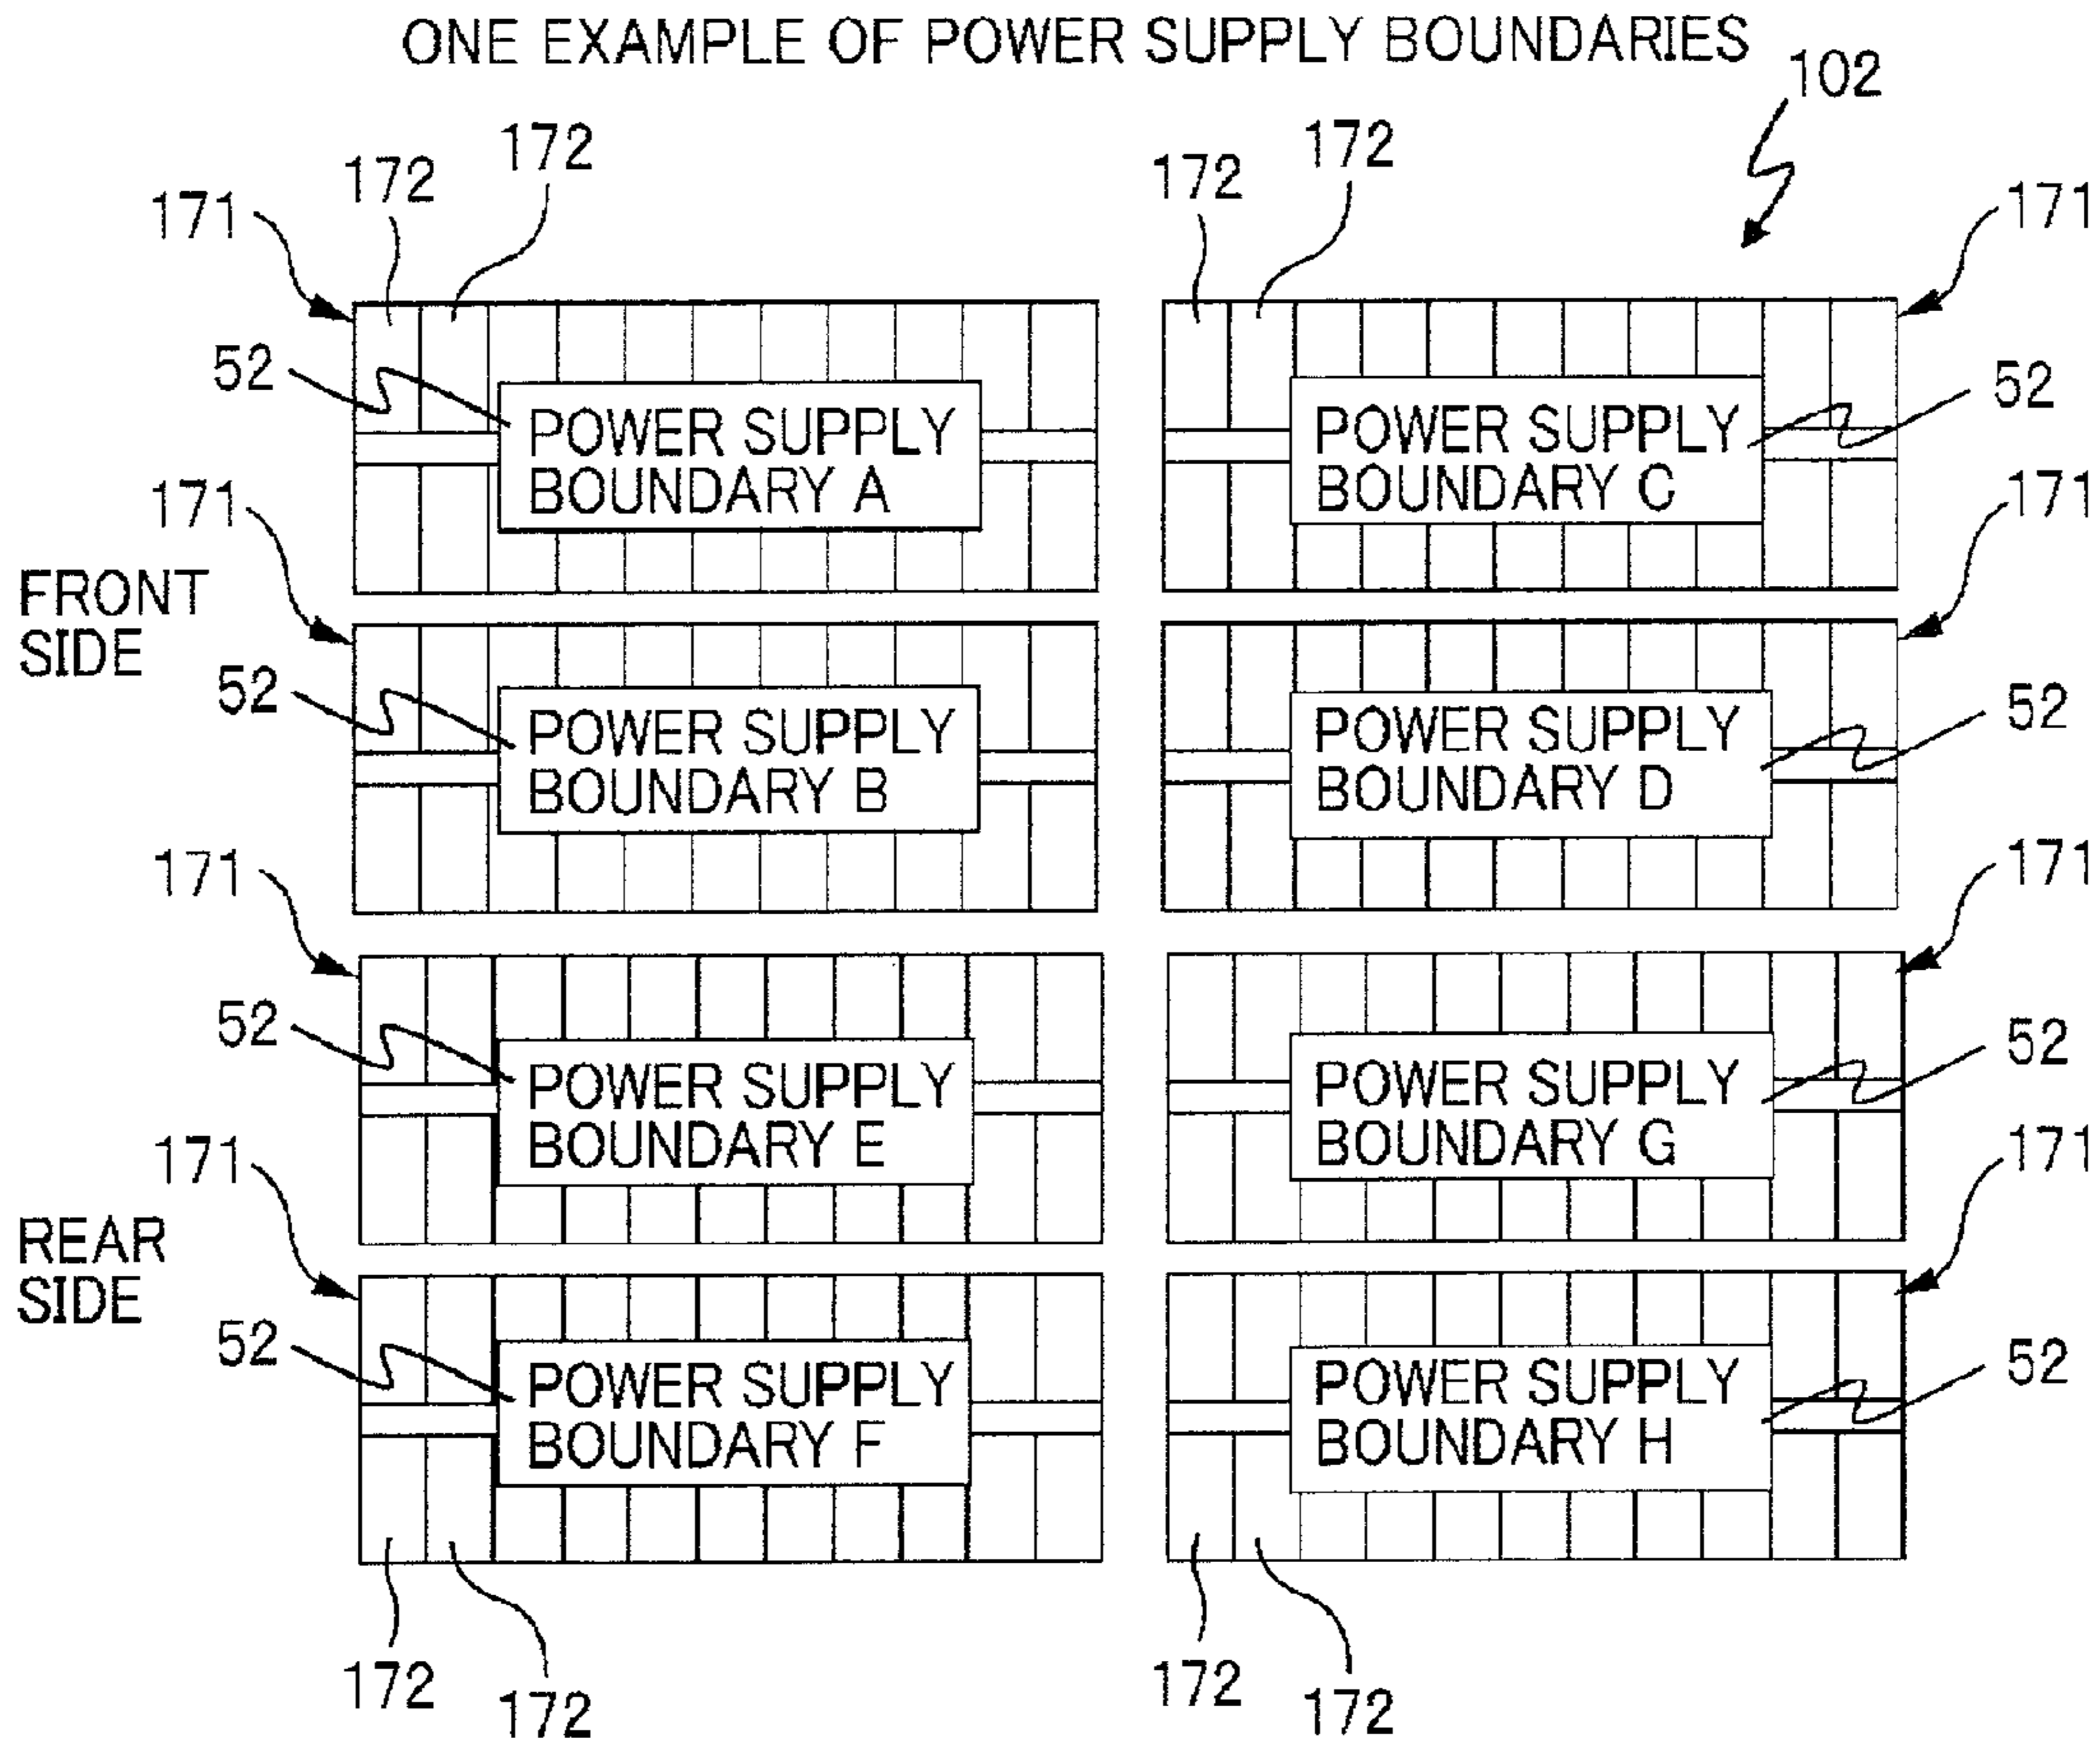 ONE EXAMPLE OF POWER SUPPLY BOUNDARIES
102
172
172
172
172
171
171
52
52
POWER SUPPLY
BOUNDARY A
POWER SUPPLY
BOUNDARY C
171
171
FRONT
SIDE
52
52
POWER SUPPLY
BOUNDARY B
POWER SUPPLY
BOUNDARY D
171
171
52
52
POWER SUPPLY
BOUNDARY E
POWER SUPPLY
BOUNDARY G
171
171
REAR
SIDE
52
52
POWER SUPPLY
BOUNDARY F
POWER SUPPLY
BOUNDARY H
172
172
172
172